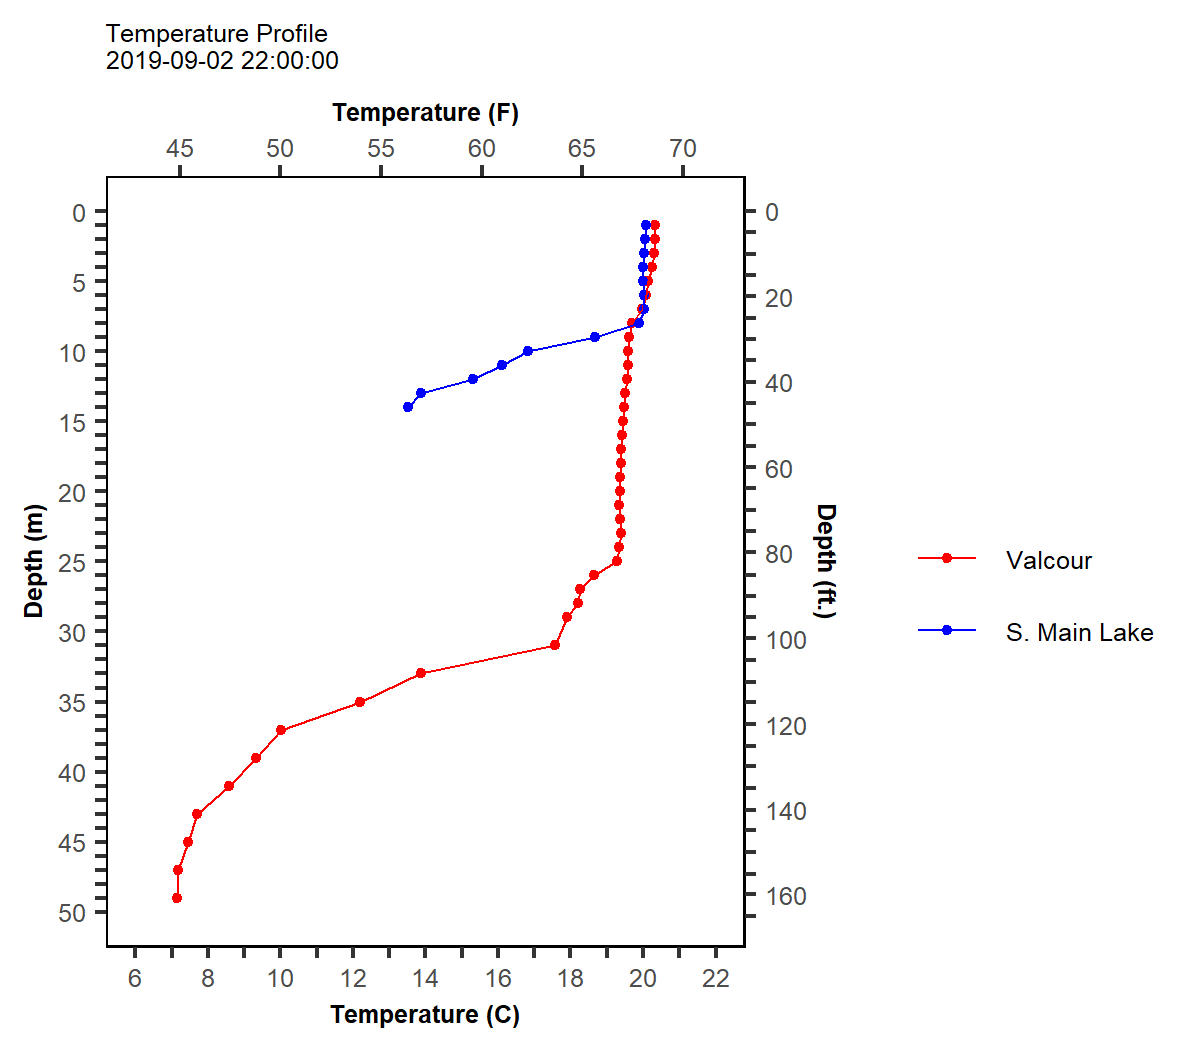 Temperature Profile
2019-09-02 22:00:00
Temperature (F)
45 50 55 60 65 70
0
5
10
15
20
25
30
35
40
45
50
Depth (m)
0
20
40
60
80
100
120
140
160
Depth (ft.)
6 8 10 12 14 16 18 20 22
Temperature (C)
Valcour
S. Main Lake